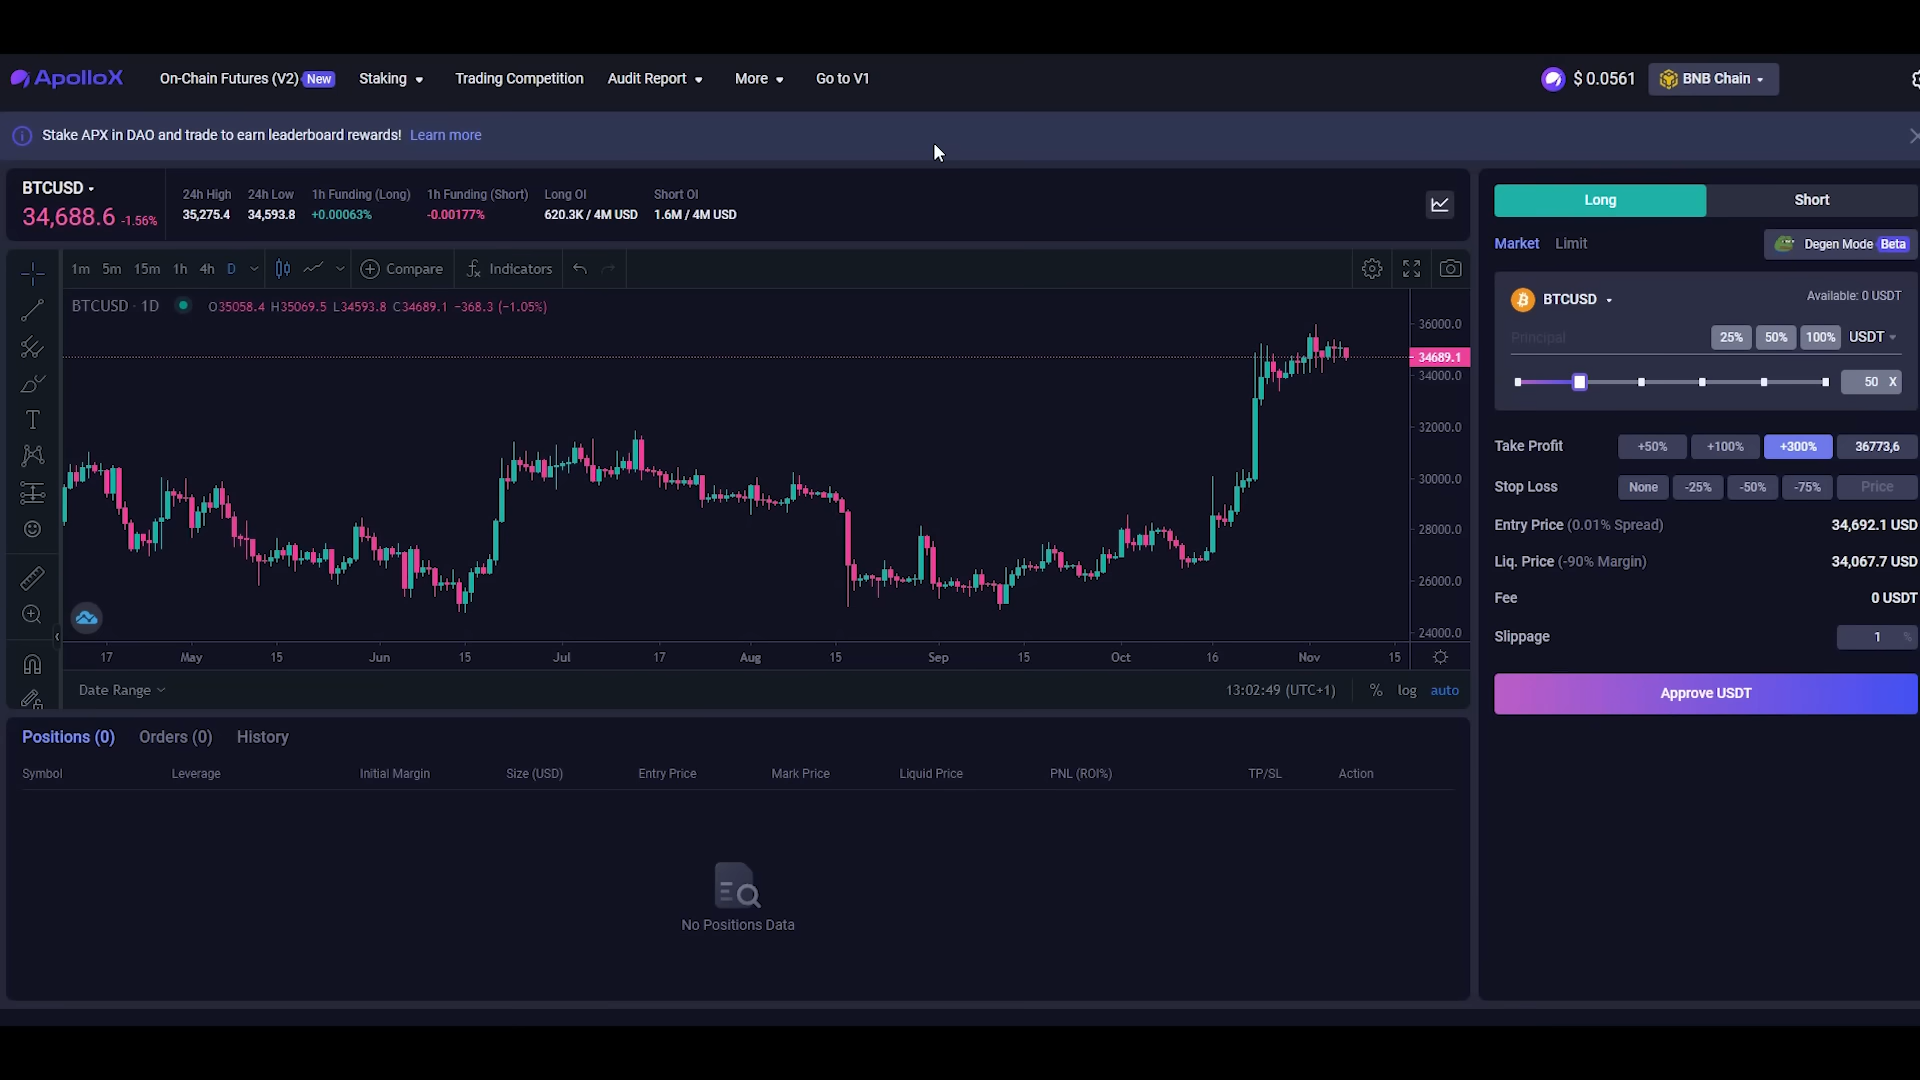 ApolloX On-Chain Futures (V2) New Staking Trading Competition Audit Report More Go to V1 $ 0.0561 BNB Chain
Stake APX in DAO and trade to earn leaderboard rewards! Learn more
BTCUSD
34,688.6 -1.56%
24h High 24h Low 1h Funding (Long) 1h Funding (Short) Long OI Short OI
35,275.4 34,593.8 +0.00063% -0.00177% 620.3K / 4M USD 1.6M / 4M USD
1m 5m 15m 1h 4h D Compare Indicators
BTCUSD · 1D O35058.4 H35069.5 L34593.8 C34689.1 −368.3 (−1.05%)
36000.0
34689.1
34000.0
32000.0
30000.0
28000.0
26000.0
24000.0
17 May 15 Jun 15 Jul 17 Aug 15 Sep 15 Oct 16 Nov 15
Date Range 13:02:49 (UTC+1) % log auto
Positions (0) Orders (0) History
Symbol Leverage Initial Margin Size (USD) Entry Price Mark Price Liquid Price PNL (ROI%) TP/SL Action
No Positions Data
Long Short
Market Limit Degen Mode Beta
BTCUSD Available: 0 USDT
Principal 25% 50% 100% USDT
50 X
Take Profit +50% +100% +300% 36773,6
Stop Loss None -25% -50% -75% Price
Entry Price (0.01% Spread) 34,692.1 USD
Liq. Price (-90% Margin) 34,067.7 USD
Fee 0 USDT
Slippage 1 %
Approve USDT